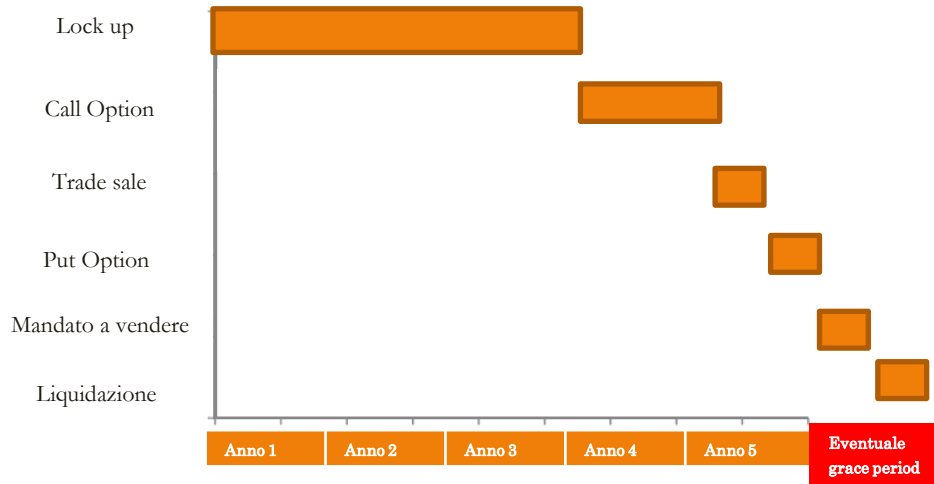 Lock up
Call Option
Trade sale
Put Option
Mandato a vendere
Liquidazione
Anno 1 Anno 2 Anno 3 Anno 4 Anno 5
Eventuale
grace period